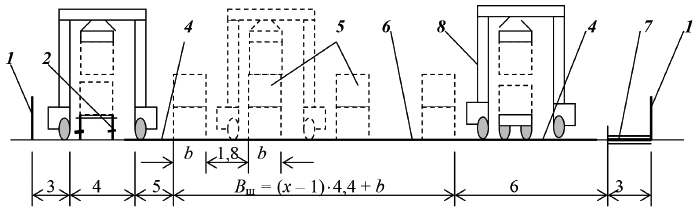 1 2 4 5 6 8 4 7 1
b 1,8 b
3 4 5 Bш = (x – 1)·4,4 + b 6 3